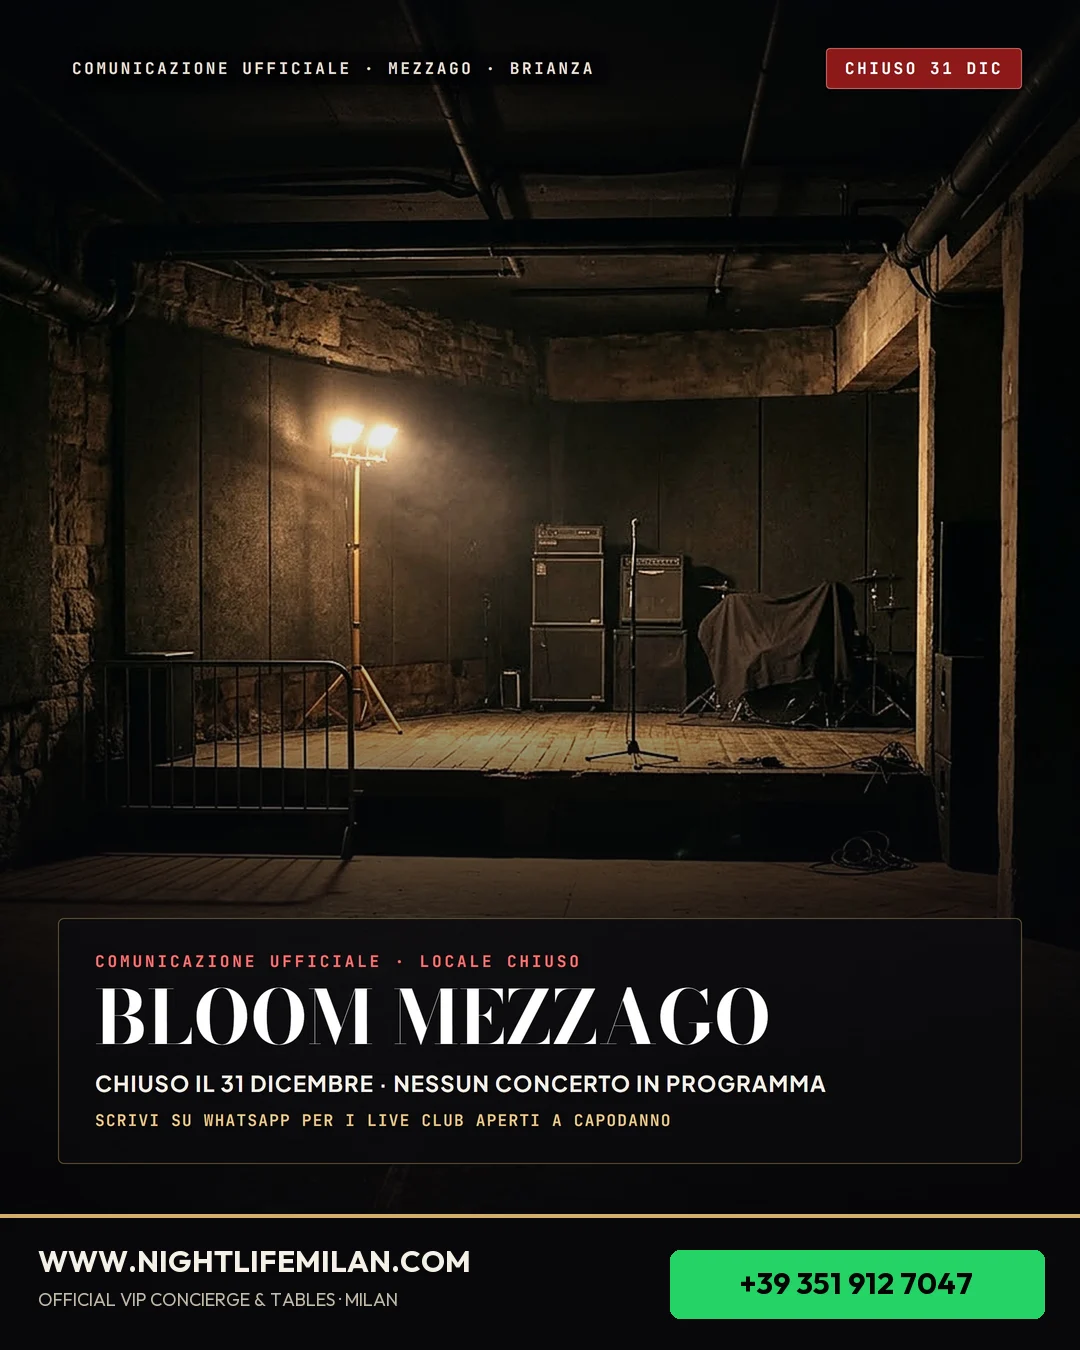 COMUNICAZIONE UFFICIALE · MEZZAGO · BRIANZA
CHIUSO 31 DIC
COMUNICAZIONE UFFICIALE · LOCALE CHIUSO
BLOOM MEZZAGO
CHIUSO IL 31 DICEMBRE · NESSUN CONCERTO IN PROGRAMMA
SCRIVI SU WHATSAPP PER I LIVE CLUB APERTI A CAPODANNO
WWW.NIGHTLIFEMILAN.COM
OFFICIAL VIP CONCIERGE & TABLES · MILAN
+39 351 912 7047